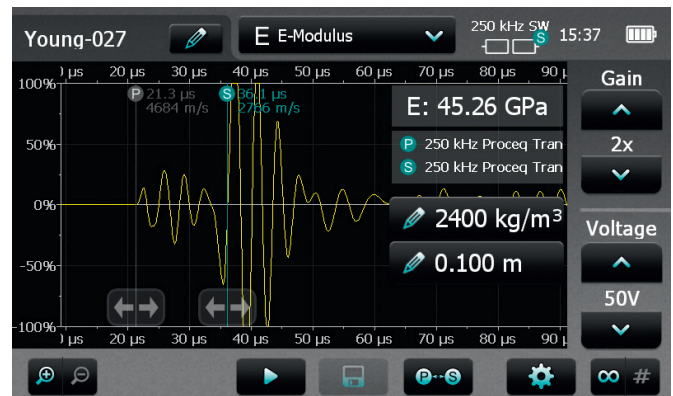 Young-027
E E-Modulus
250 kHz SW
S
15:37
) µs 20 µs 30 µs 40 µs 50 µs 60 µs 70 µs 80 µs 90 µ
100%
P 21.3 µs
4684 m/s
S 36.1 µs
2786 m/s
E: 45.26 GPa
P 250 kHz Proceq Tran
S 250 kHz Proceq Tran
50%
0%
2400 kg/m³
0.100 m
-50%
-100%
) µs 20 µs 30 µs 40 µs 50 µs 60 µs 70 µs 80 µs 90 µ
Gain
2x
Voltage
50V
P--S
∞ #